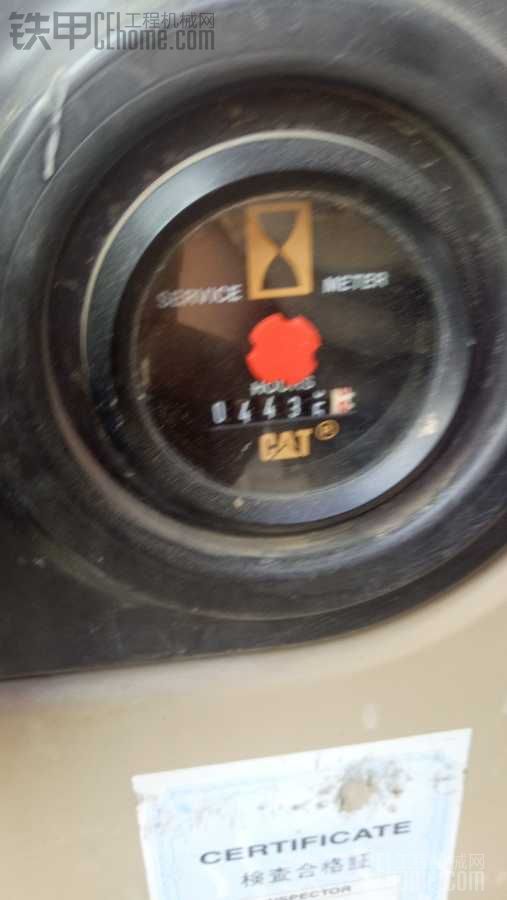 铁甲 工程机械网
CEhome.com
SERVICE METER
HOURS
CAT®
CERTIFICATE
検査合格証
INSPECTOR